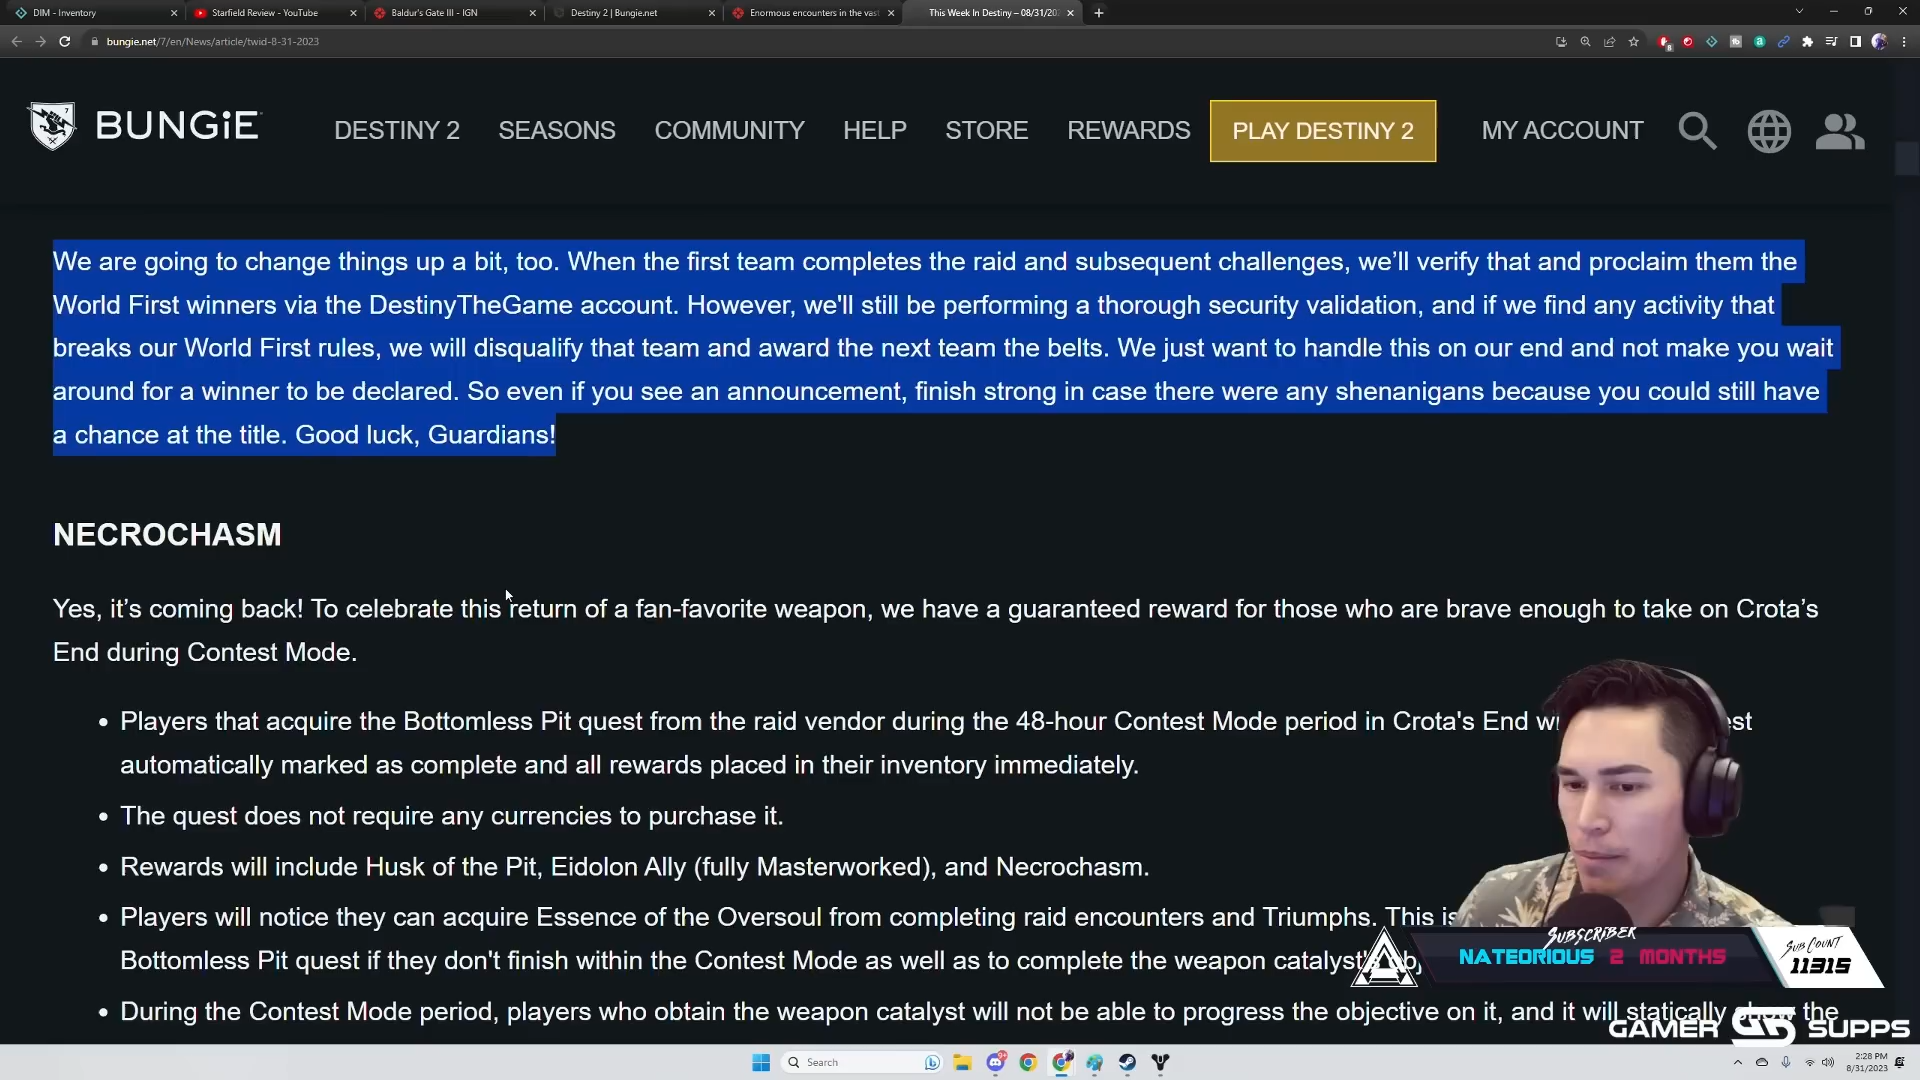 DIM - Inventory
Starfield Review - YouTube
Baldur's Gate III - IGN
Destiny 2 | Bungie.net
Enormous encounters in the vast
This Week In Destiny – 08/31/202
bungie.net/7/en/News/article/twid-8-31-2023
BUNGiE
DESTINY 2
SEASONS
COMMUNITY
HELP
STORE
REWARDS
PLAY DESTINY 2
MY ACCOUNT
We are going to change things up a bit, too. When the first team completes the raid and subsequent challenges, we’ll verify that and proclaim them the
World First winners via the DestinyTheGame account. However, we'll still be performing a thorough security validation, and if we find any activity that
breaks our World First rules, we will disqualify that team and award the next team the belts. We just want to handle this on our end and not make you wait
around for a winner to be declared. So even if you see an announcement, finish strong in case there were any shenanigans because you could still have
a chance at the title. Good luck, Guardians!
NECROCHASM
Yes, it’s coming back! To celebrate this return of a fan-favorite weapon, we have a guaranteed reward for those who are brave enough to take on Crota’s
End during Contest Mode.
• Players that acquire the Bottomless Pit quest from the raid vendor during the 48-hour Contest Mode period in Crota's End
automatically marked as complete and all rewards placed in their inventory immediately.
• The quest does not require any currencies to purchase it.
• Rewards will include Husk of the Pit, Eidolon Ally (fully Masterworked), and Necrochasm.
• Players will notice they can acquire Essence of the Oversoul from completing raid encounters and Triumphs. This is
Bottomless Pit quest if they don't finish within the Contest Mode as well as to complete the weapon catalyst's
• During the Contest Mode period, players who obtain the weapon catalyst will not be able to progress the objective on it, and it will statically show the
SUBSCRIBER
NATEORIOUS 2 MONTHS
SUB COUNT
11315
GAMER SUPPS
Search
2:28 PM
8/31/2023